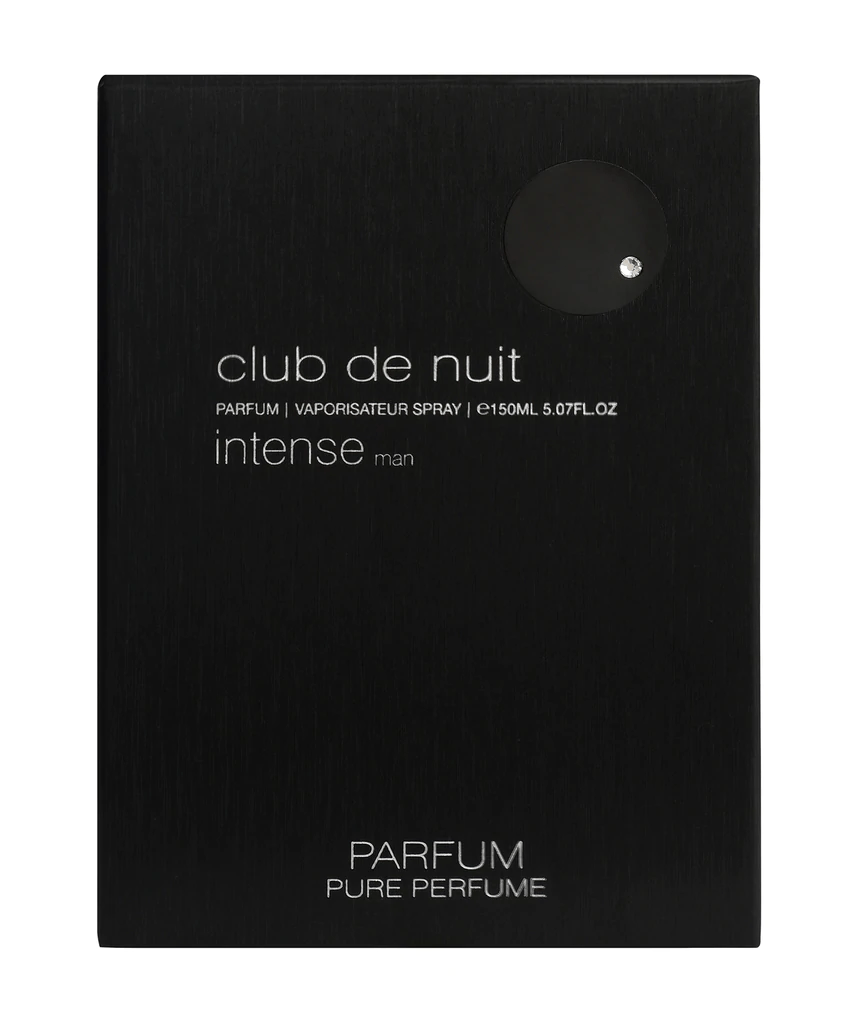 club de nuit
PARFUM | VAPORISATEUR SPRAY | ℮150ML 5.07FL.OZ
intense man
PARFUM
PURE PERFUME